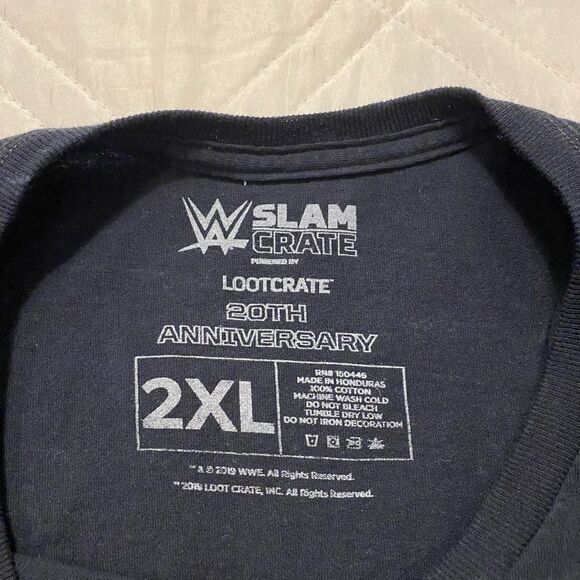 W SLAM
CRATE
POWERED BY
LOOTCRATE™
20TH
ANNIVERSARY
2XL
RN# 150446
MADE IN HONDURAS
100% COTTON
MACHINE WASH COLD
DO NOT BLEACH
TUMBLE DRY LOW
DO NOT IRON DECORATION
™ & © 2019 WWE. All Rights Reserved.
™ 2019 LOOT CRATE, INC. All Rights Reserved.